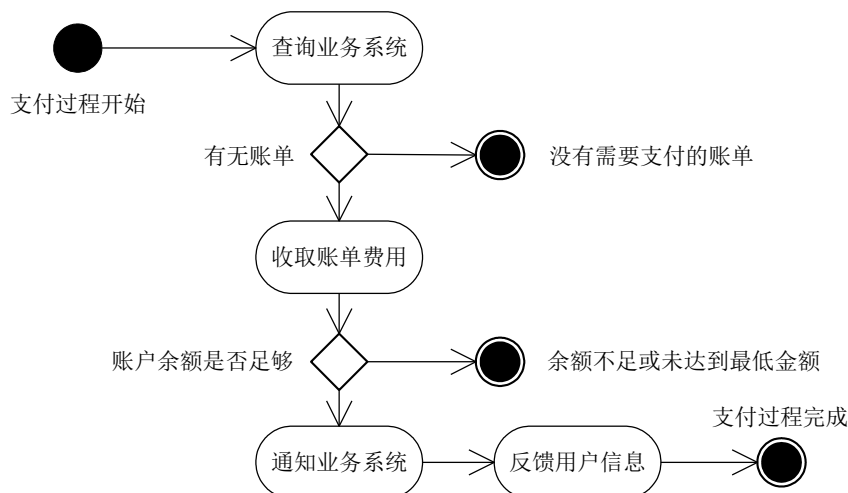 查询业务系统
支付过程开始
有无账单
没有需要支付的账单
收取账单费用
账户余额是否足够
余额不足或未达到最低金额
支付过程完成
通知业务系统
反馈用户信息